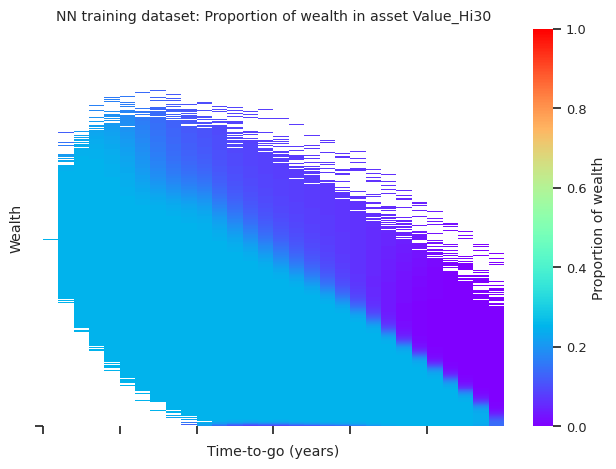 NN training dataset: Proportion of wealth in asset Value_Hi30
Wealth
Time-to-go (years)
1.0
0.8
0.6
0.4
0.2
0.0
Proportion of wealth